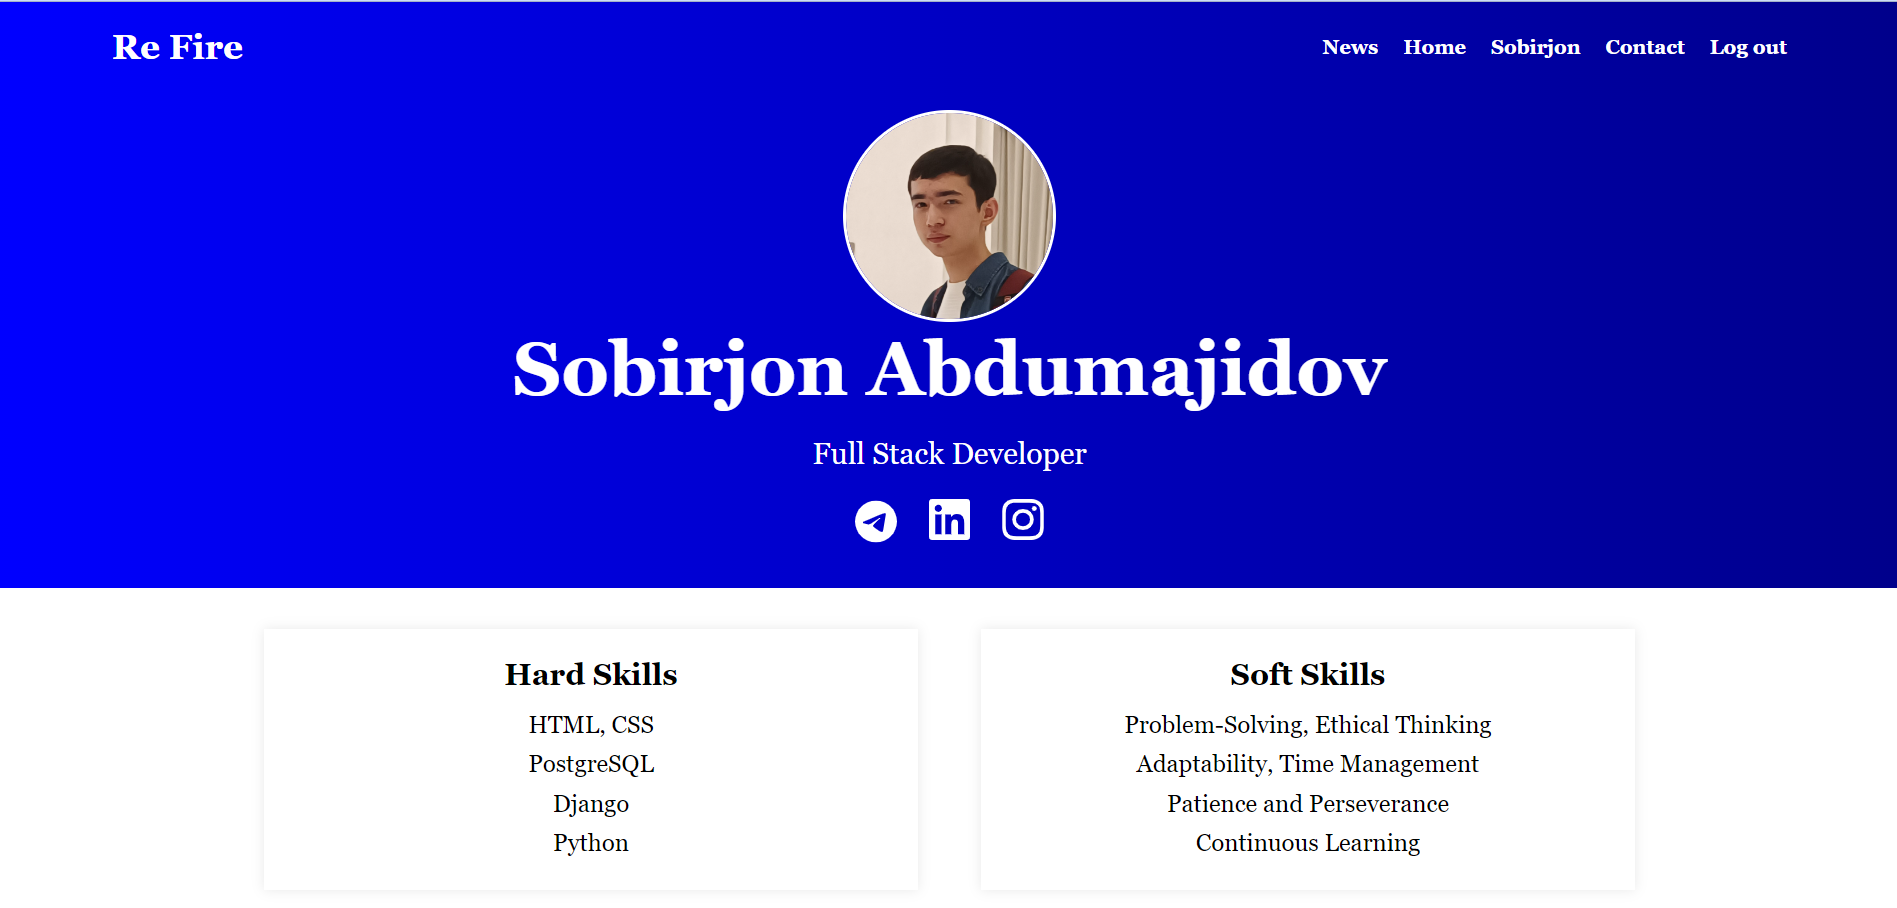 Re Fire
News Home Sobirjon Contact Log out
Sobirjon Abdumajidov
Full Stack Developer
in
Hard Skills
HTML, CSS
PostgreSQL
Django
Python
Soft Skills
Problem-Solving, Ethical Thinking
Adaptability, Time Management
Patience and Perseverance
Continuous Learning